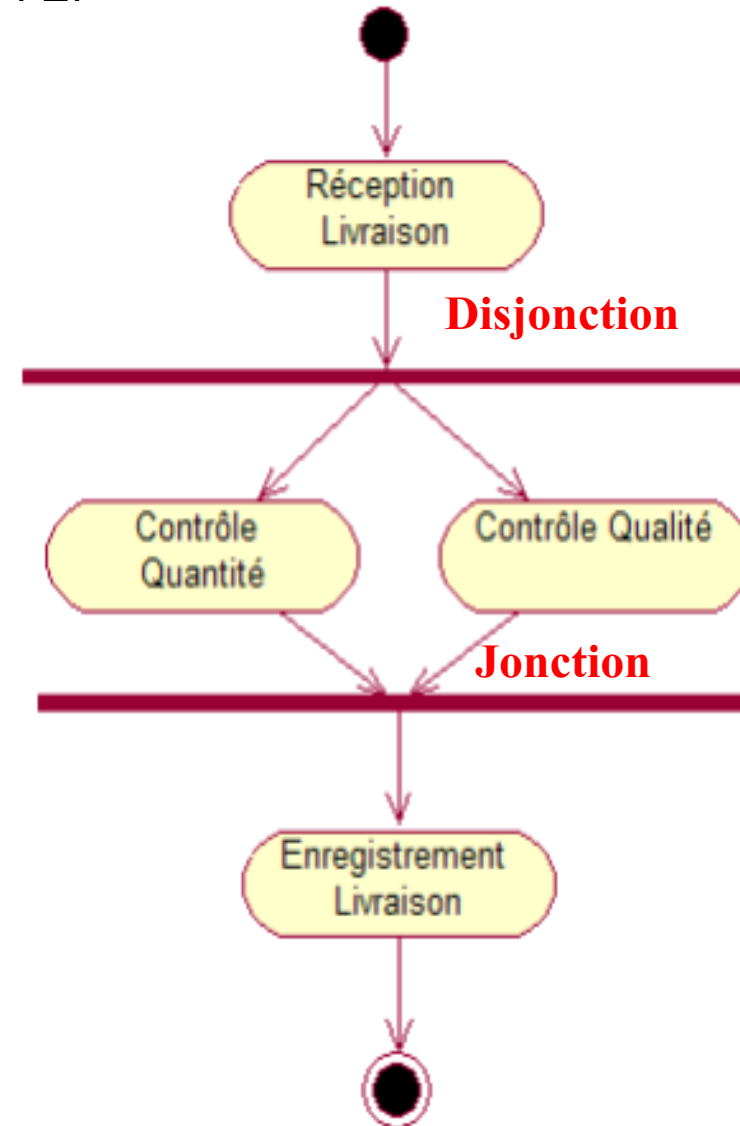 Réception
Livraison
Disjonction
Contrôle
Quantité
Contrôle Qualité
Jonction
Enregistrement
Livraison